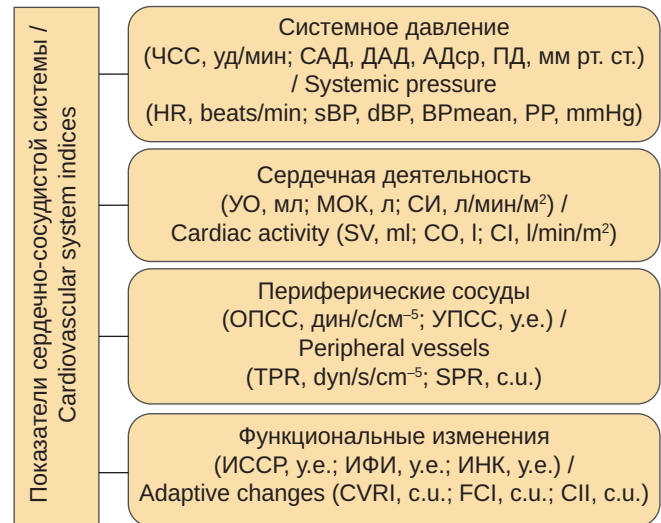 Показатели сердечно-сосудистой системы /
Cardiovascular system indices
Системное давление
(ЧСС, уд/мин; САД, ДАД, АДср, ПД, мм рт. ст.)
/ Systemic pressure
(HR, beats/min; sBP, dBP, BPmean, PP, mmHg)
Сердечная деятельность
(УО, мл; МОК, л; СИ, л/мин/м²) /
Cardiac activity (SV, ml; CO, l; CI, l/min/m²)
Периферические сосуды
(ОПСС, дин/с/см⁻⁵; УПСС, у.е.) /
Peripheral vessels
(TPR, dyn/s/cm⁻⁵; SPR, c.u.)
Функциональные изменения
(ИССР, у.е.; ИФИ, у.е.; ИНК, у.е.) /
Adaptive changes (CVRI, c.u.; FCI, c.u.; CII, c.u.)